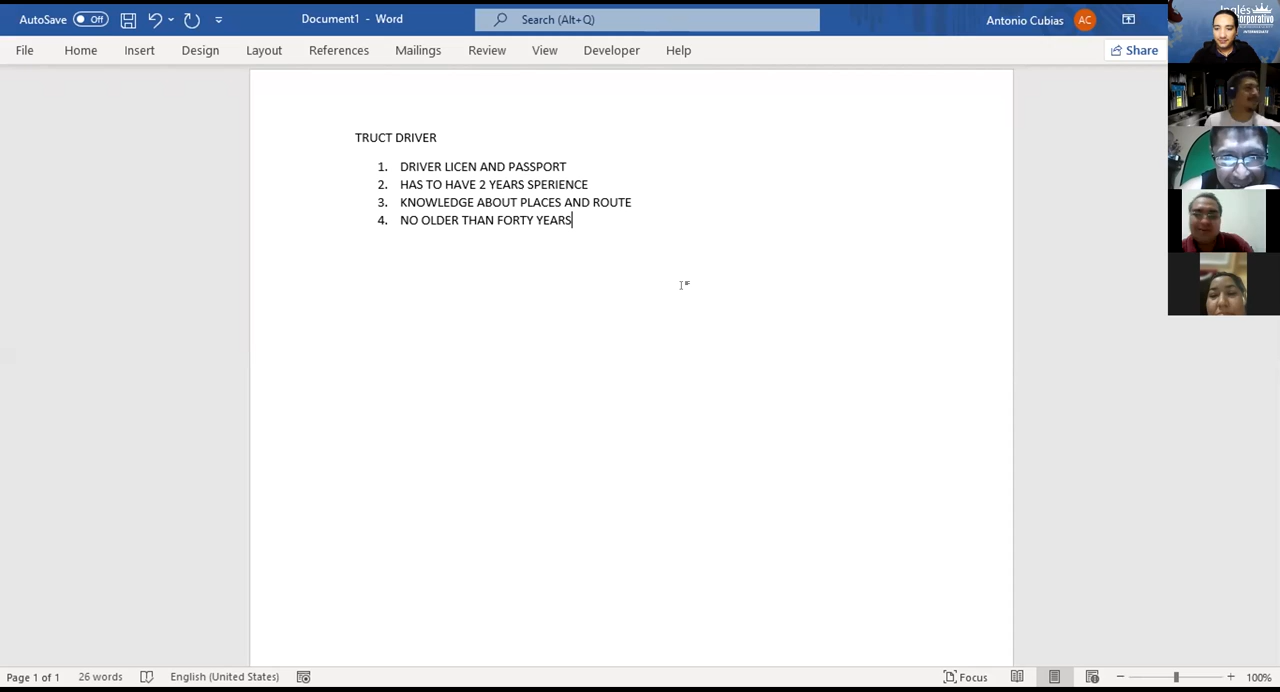 AutoSave Off Document1 - Word Search (Alt+Q) Antonio Cubias AC
File Home Insert Design Layout References Mailings Review View Developer Help Share
Inglés
corporativo
INTERMEDIATE
TRUCT DRIVER
1. DRIVER LICEN AND PASSPORT
2. HAS TO HAVE 2 YEARS SPERIENCE
3. KNOWLEDGE ABOUT PLACES AND ROUTE
4. NO OLDER THAN FORTY YEARS
Page 1 of 1 26 words English (United States) Focus 100%